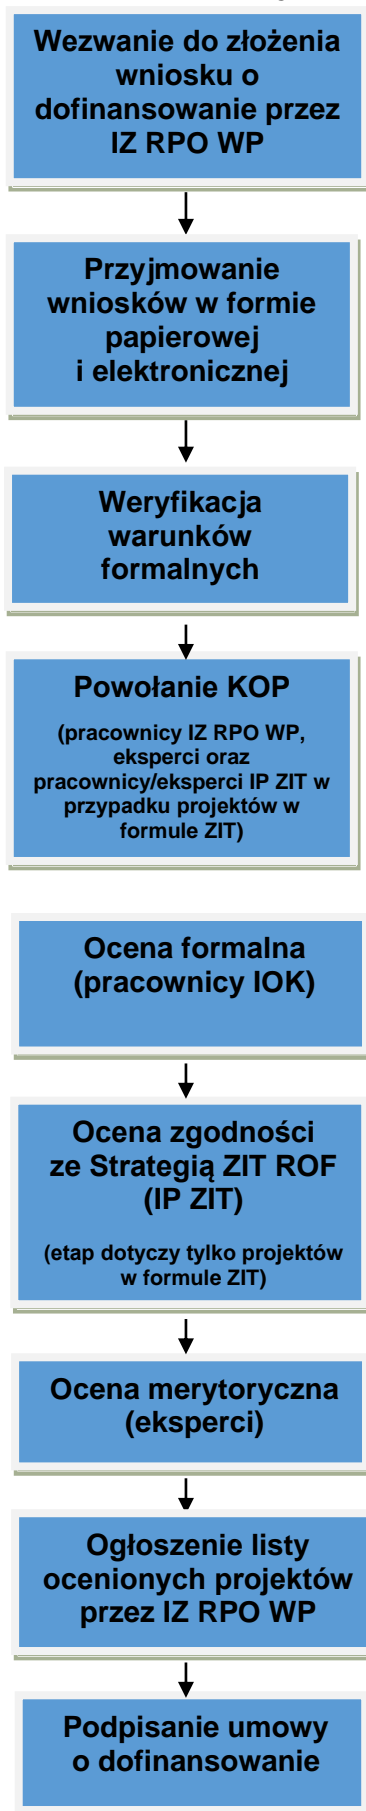 Wezwanie do złożenia
wniosku o
dofinansowanie przez
IZ RPO WP
Przyjmowanie
wniosków w formie
papierowej
i elektronicznej
Weryfikacja
warunków
formalnych
Powołanie KOP
(pracownicy IZ RPO WP,
eksperci oraz
pracownicy/eksperci IP ZIT w
przypadku projektów w
formule ZIT)
Ocena formalna
(pracownicy IOK)
Ocena zgodności
ze Strategią ZIT ROF
(IP ZIT)
(etap dotyczy tylko projektów
w formule ZIT)
Ocena merytoryczna
(eksperci)
Ogłoszenie listy
ocenionych projektów
przez IZ RPO WP
Podpisanie umowy
o dofinansowanie